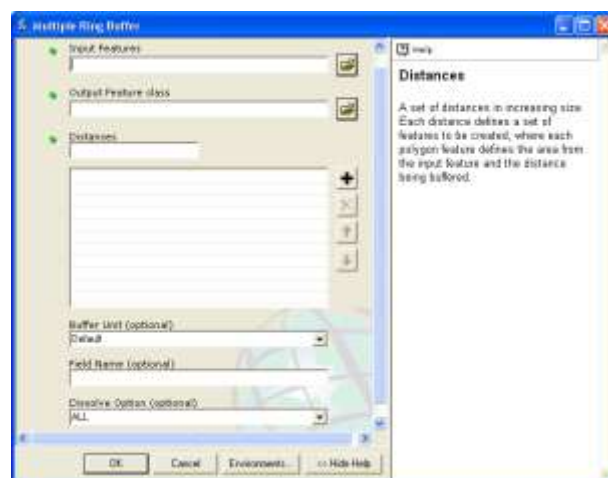 Multiple Ring Buffer
Input Features
Output Feature class
Distances
Buffer Unit (optional)
Default
Field Name (optional)
Dissolve Option (optional)
ALL
OK
Cancel
Environments...
<< Hide Help
Help
Distances
A set of distances in increasing size.
Each distance defines a set of
features to be created, where each
polygon feature defines the area from
the input feature and the distance
being buffered.